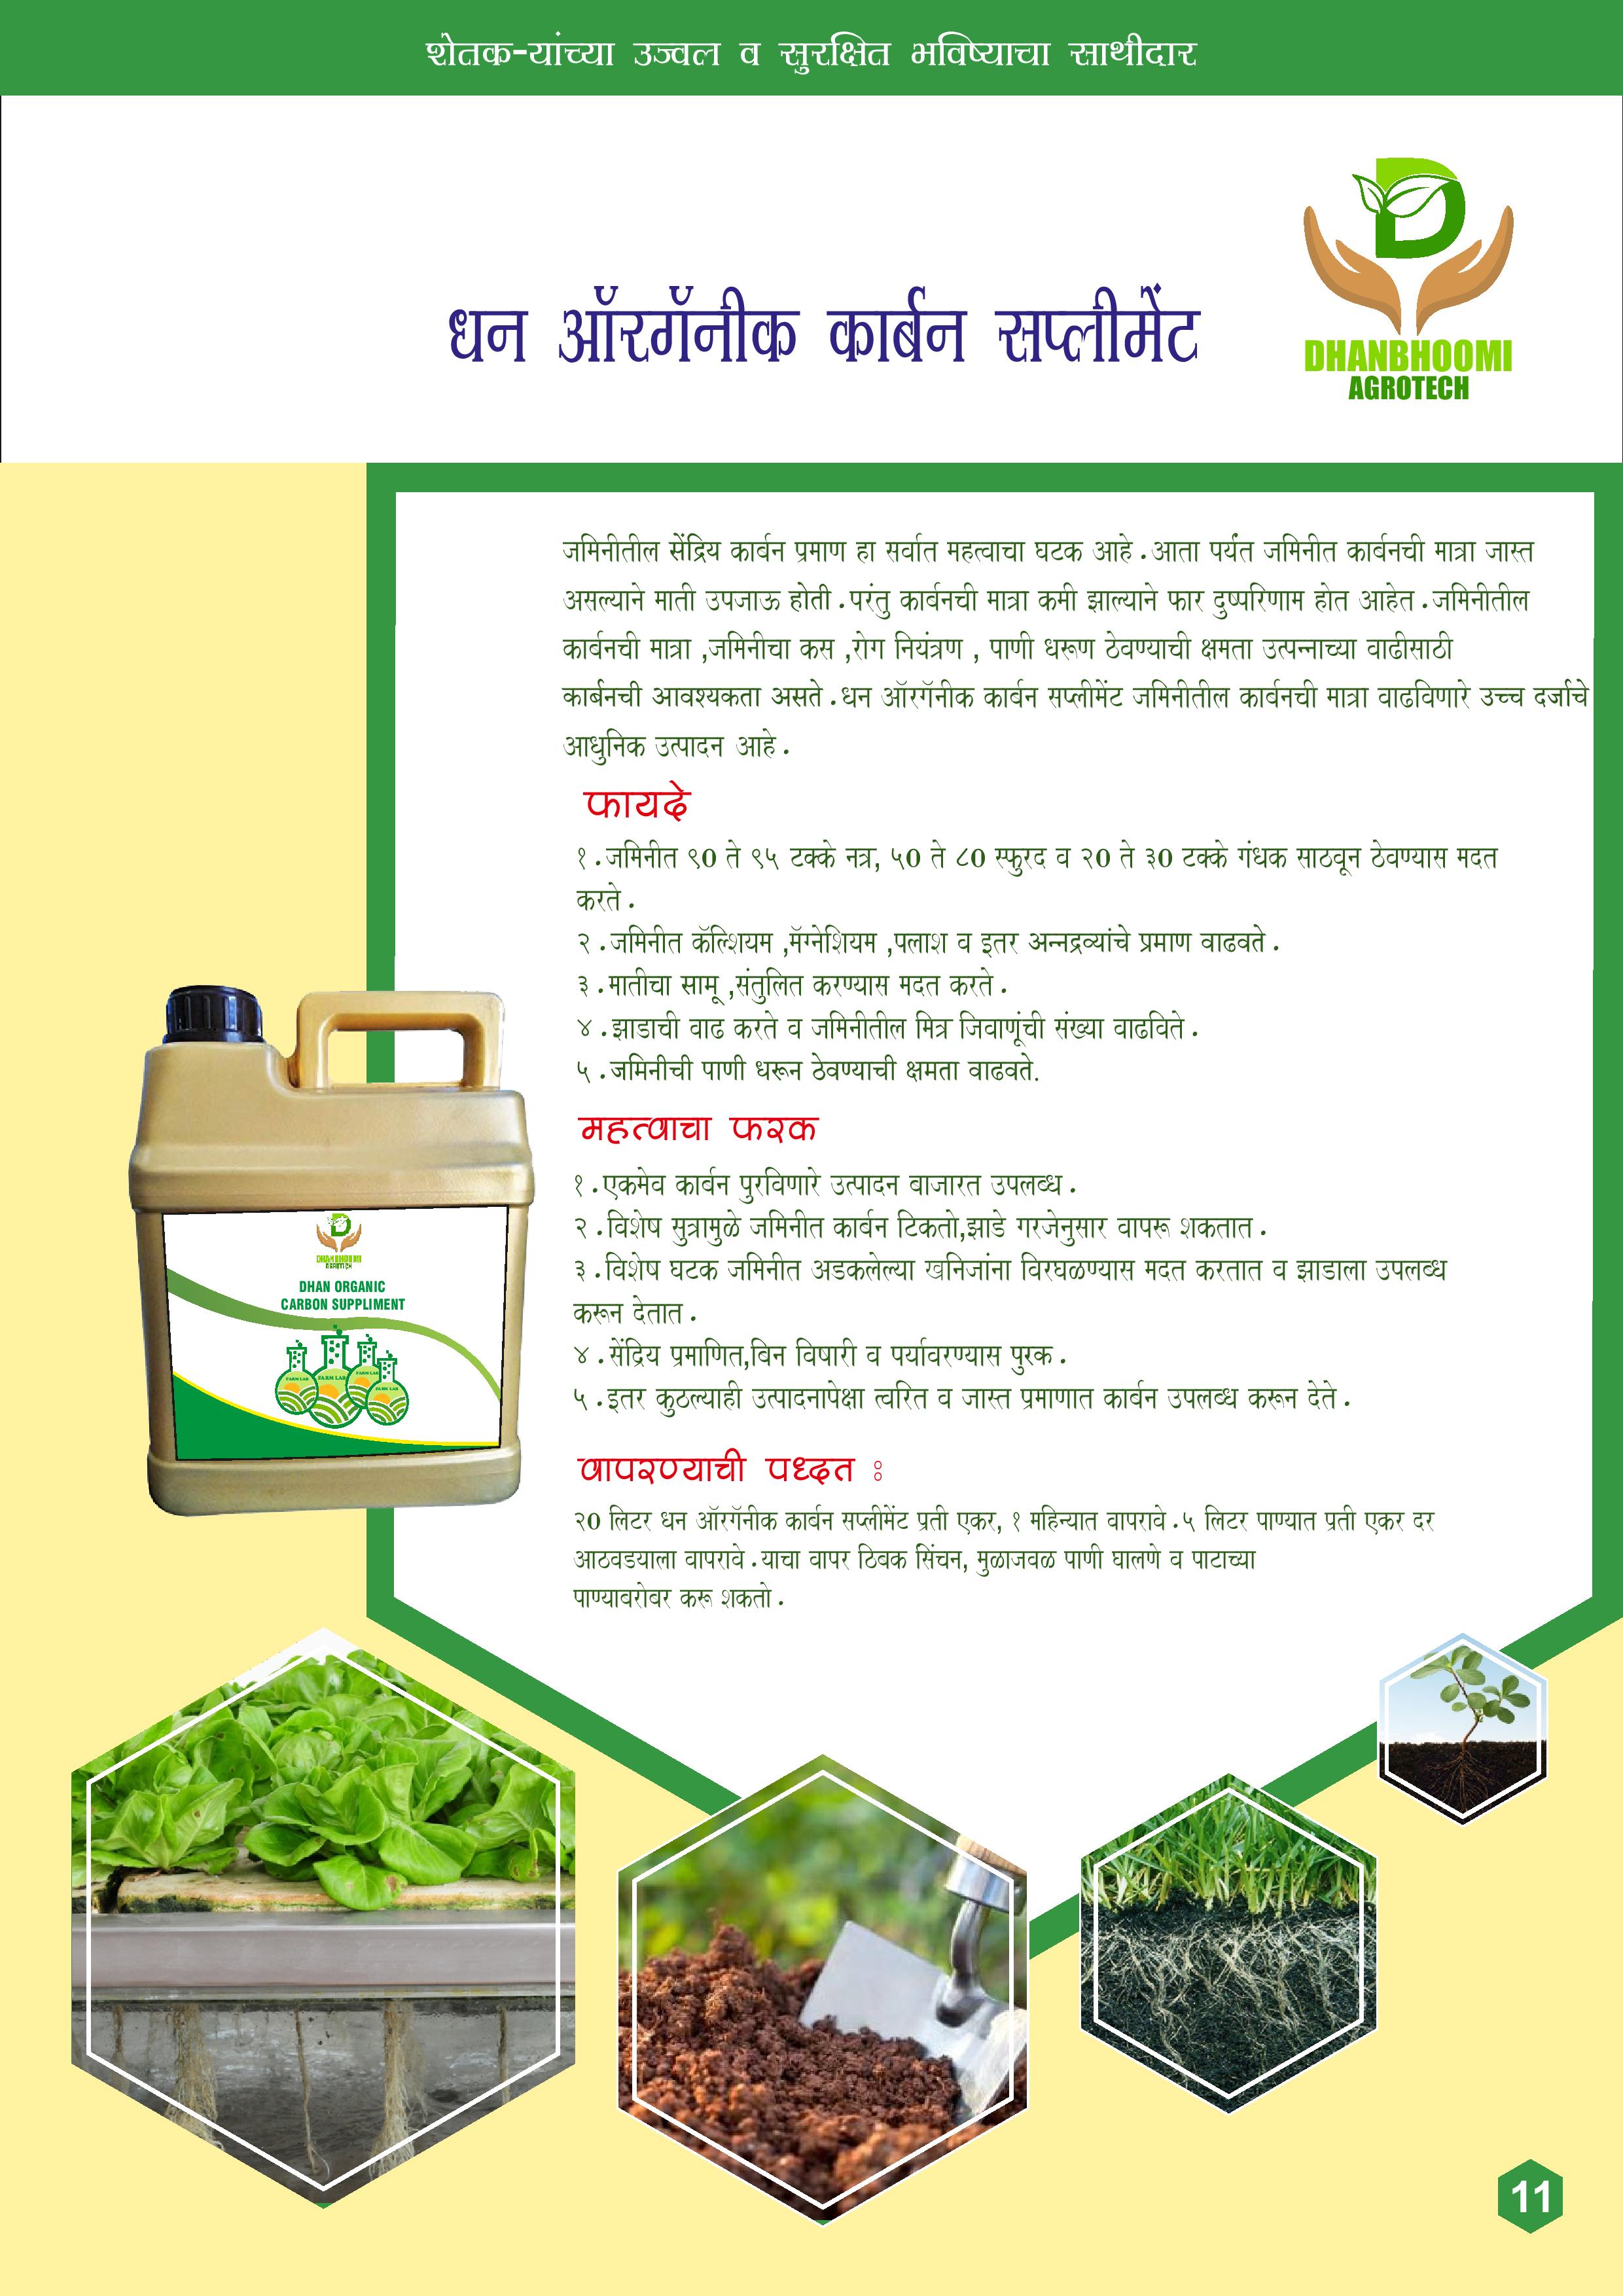 शेतक-यांच्या उज्वल व सुरक्षित भविष्याचा साथीदार
धन ऑरगॅनीक कार्बन सप्लीमेंट
DHANBHOOMI
AGROTECH
जमिनीतील सेंद्रिय कार्बन प्रमाण हा सर्वात महत्वाचा घटक आहे.आता पर्यंत जमिनीत कार्बनची मात्रा जास्त
असल्याने माती उपजाऊ होती.परंतु कार्बनची मात्रा कमी झाल्याने फार दुष्परिणाम होत आहेत.जमिनीतील
कार्बनची मात्रा ,जमिनीचा कस ,रोग नियंत्रण , पाणी धरूण ठेवण्याची क्षमता उत्पन्नाच्या वाढीसाठी
कार्बनची आवश्यकता असते.धन ऑरगॅनीक कार्बन सप्लीमेंट जमिनीतील कार्बनची मात्रा वाढविणारे उच्च दर्जाचे
आधुनिक उत्पादन आहे.
फायदे
१.जमिनीत ९0 ते ९५ टक्के नत्र, ५0 ते ८0 स्फुरद व २0 ते ३0 टक्के गंधक साठवून ठेवण्यास मदत
करते.
२.जमिनीत कॅल्शियम ,मॅग्नेशियम ,पलाश व इतर अन्नद्रव्यांचे प्रमाण वाढवते.
३.मातीचा सामू ,संतुलित करण्यास मदत करते.
४.झाडाची वाढ करते व जमिनीतील मित्र जिवाणूंची संख्या वाढविते.
५.जमिनीची पाणी धरून ठेवण्याची क्षमता वाढवते.
महत्वाचा फरक
१.एकमेव कार्बन पुरविणारे उत्पादन बाजारत उपलब्ध.
२.विशेष सुत्रामुळे जमिनीत कार्बन टिकतो,झाडे गरजेनुसार वापरू शकतात.
३.विशेष घटक जमिनीत अडकलेल्या खनिजांना विरघळण्यास मदत करतात व झाडाला उपलब्ध
करून देतात.
४.सेंद्रिय प्रमाणित,बिन विषारी व पर्यावरण्यास पुरक.
५.इतर कुठल्याही उत्पादनापेक्षा त्वरित व जास्त प्रमाणात कार्बन उपलब्ध करून देते.
वापरण्याची पध्दत :
२0 लिटर धन ऑरगॅनीक कार्बन सप्लीमेंट प्रती एकर, १ महिन्यात वापरावे.५ लिटर पाण्यात प्रती एकर दर
आठवडयाला वापरावे.याचा वापर ठिबक सिंचन, मुळाजवळ पाणी घालणे व पाटाच्या
पाण्याबरोबर करू शकतो.
DHANBHOOMI
AGROTECH
DHAN ORGANIC
CARBON SUPPLIMENT
FARM LAB
FARM LAB
FARM LAB
FARM LAB
11